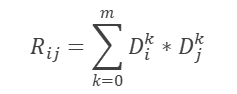 R_{ij} = \sum_{k=0}^{m} D_i^k * D_j^k